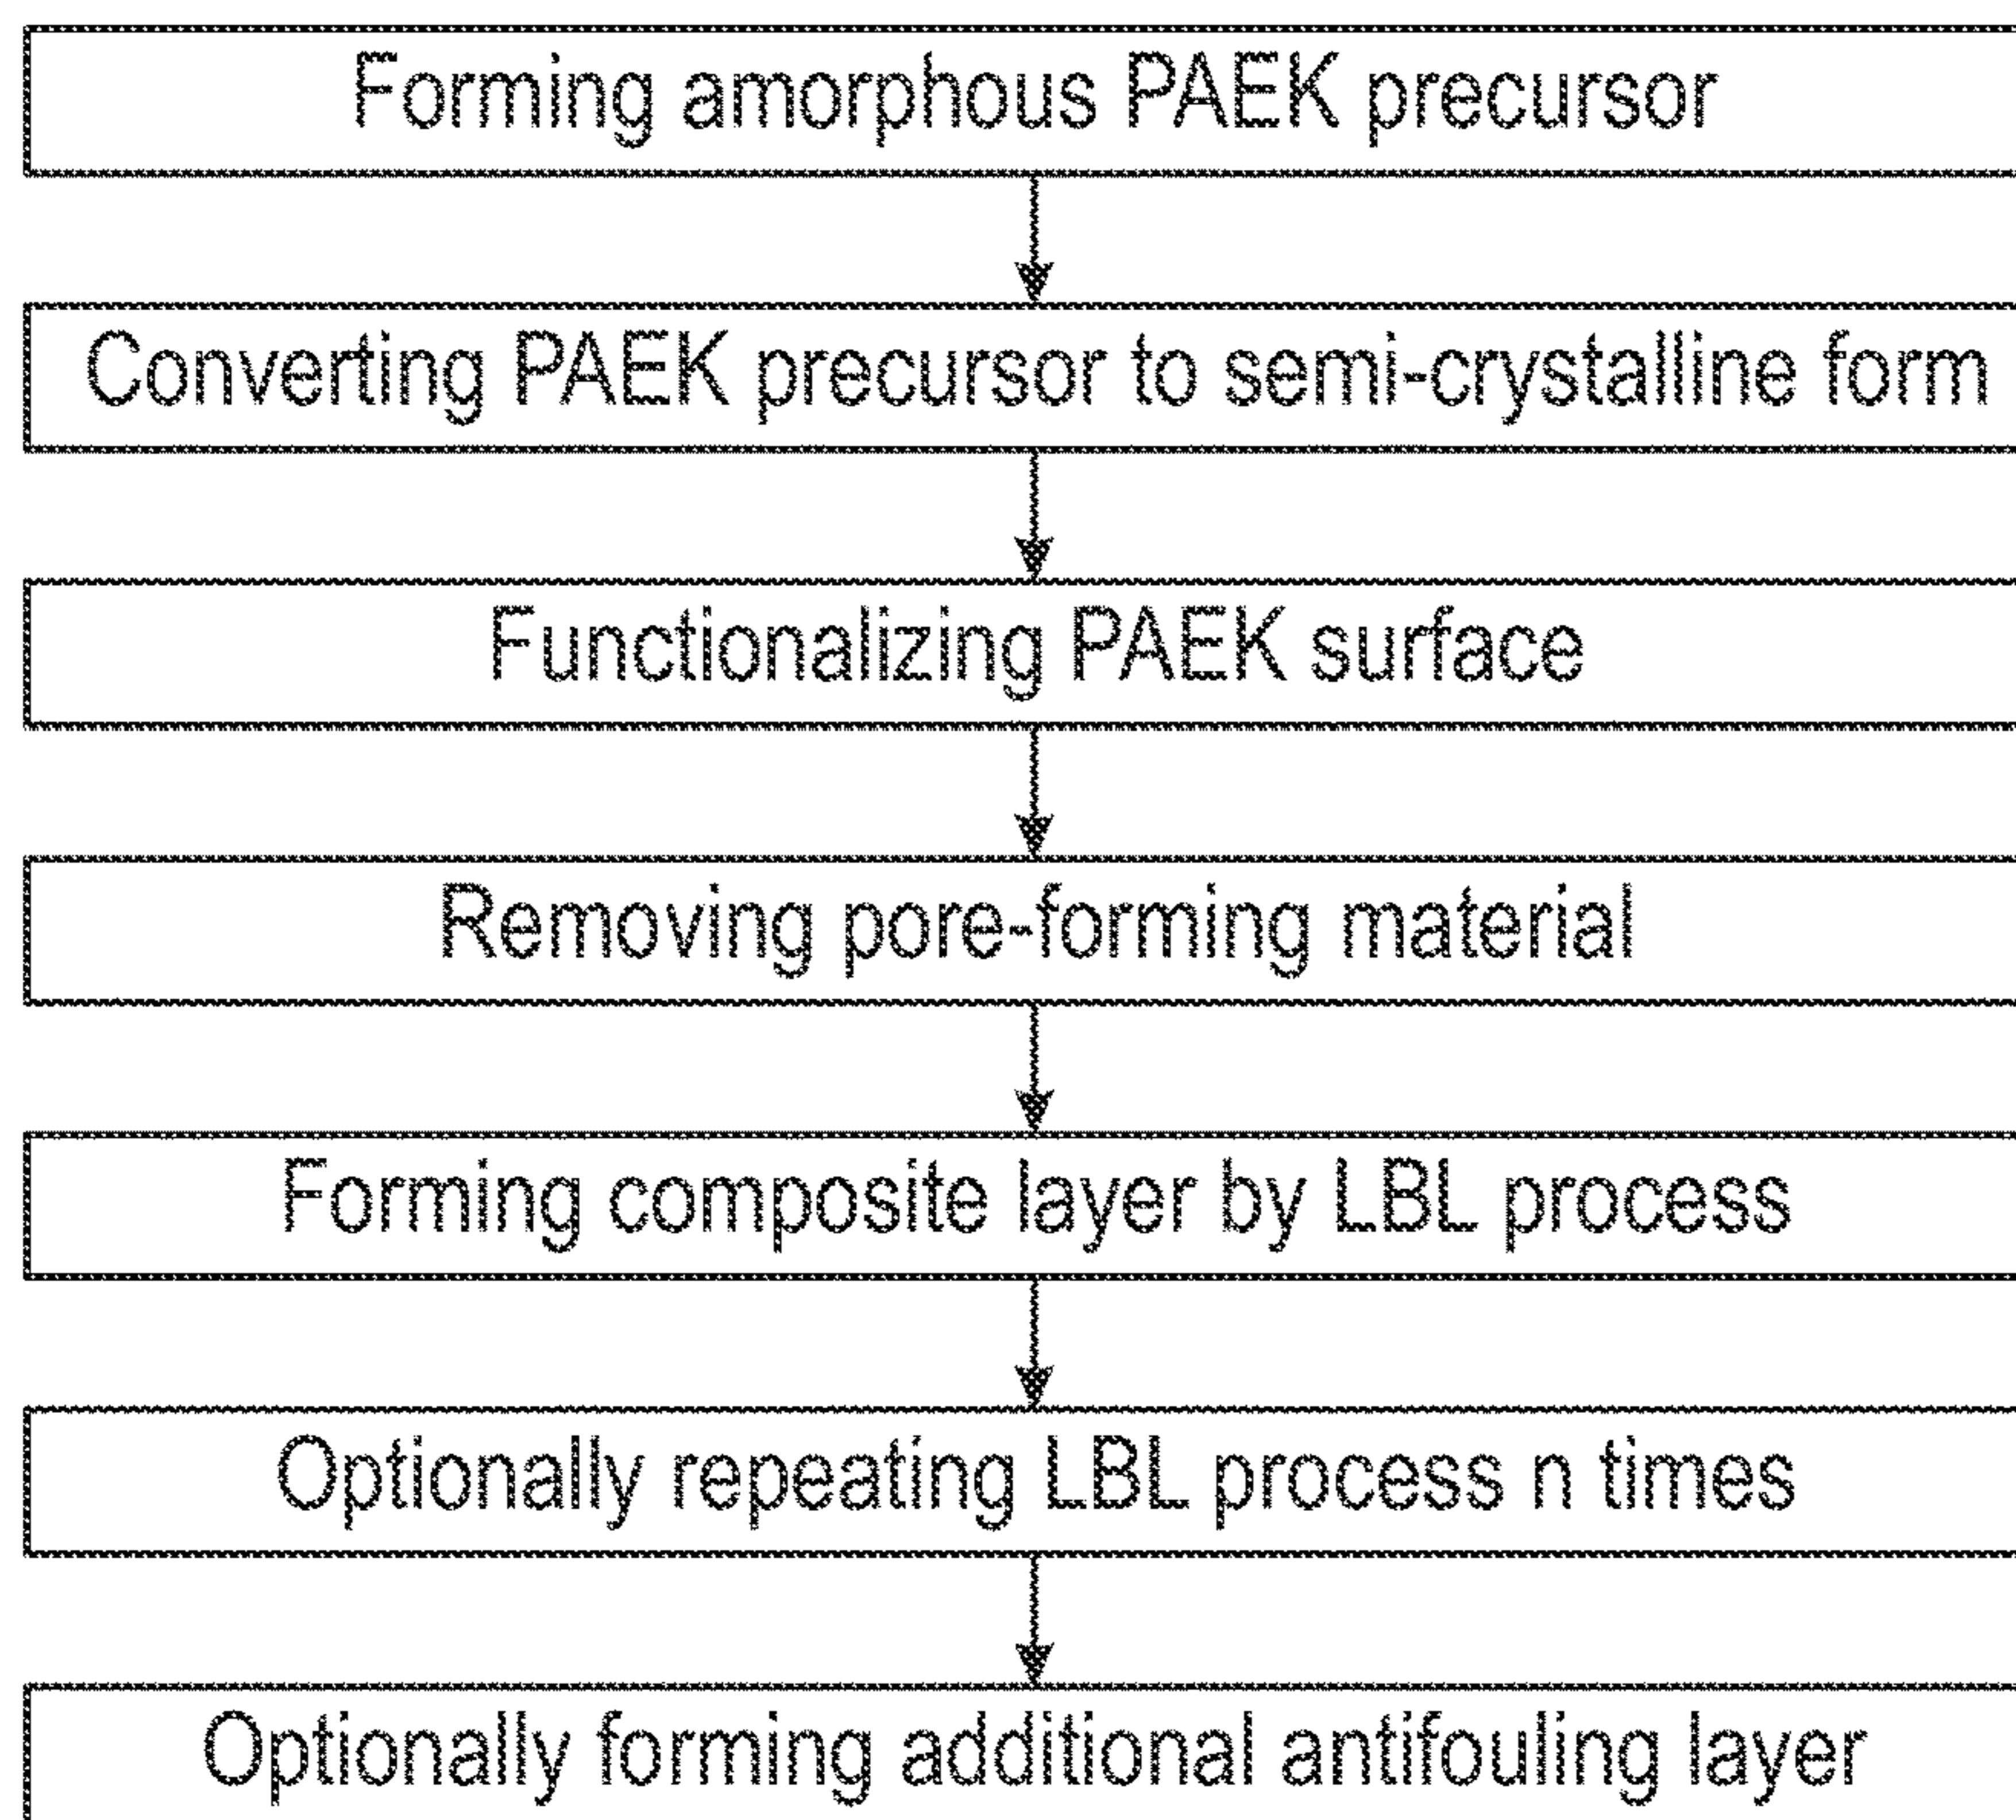 Forming amorphous PAEK precursor
Converting PAEK precursor to semi-crystalline form
Functionalizing PAEK surface
Removing pore-forming material
Forming composite layer by LBL process
Optionally repeating LBL process n times
Optionally forming additional antifouling layer